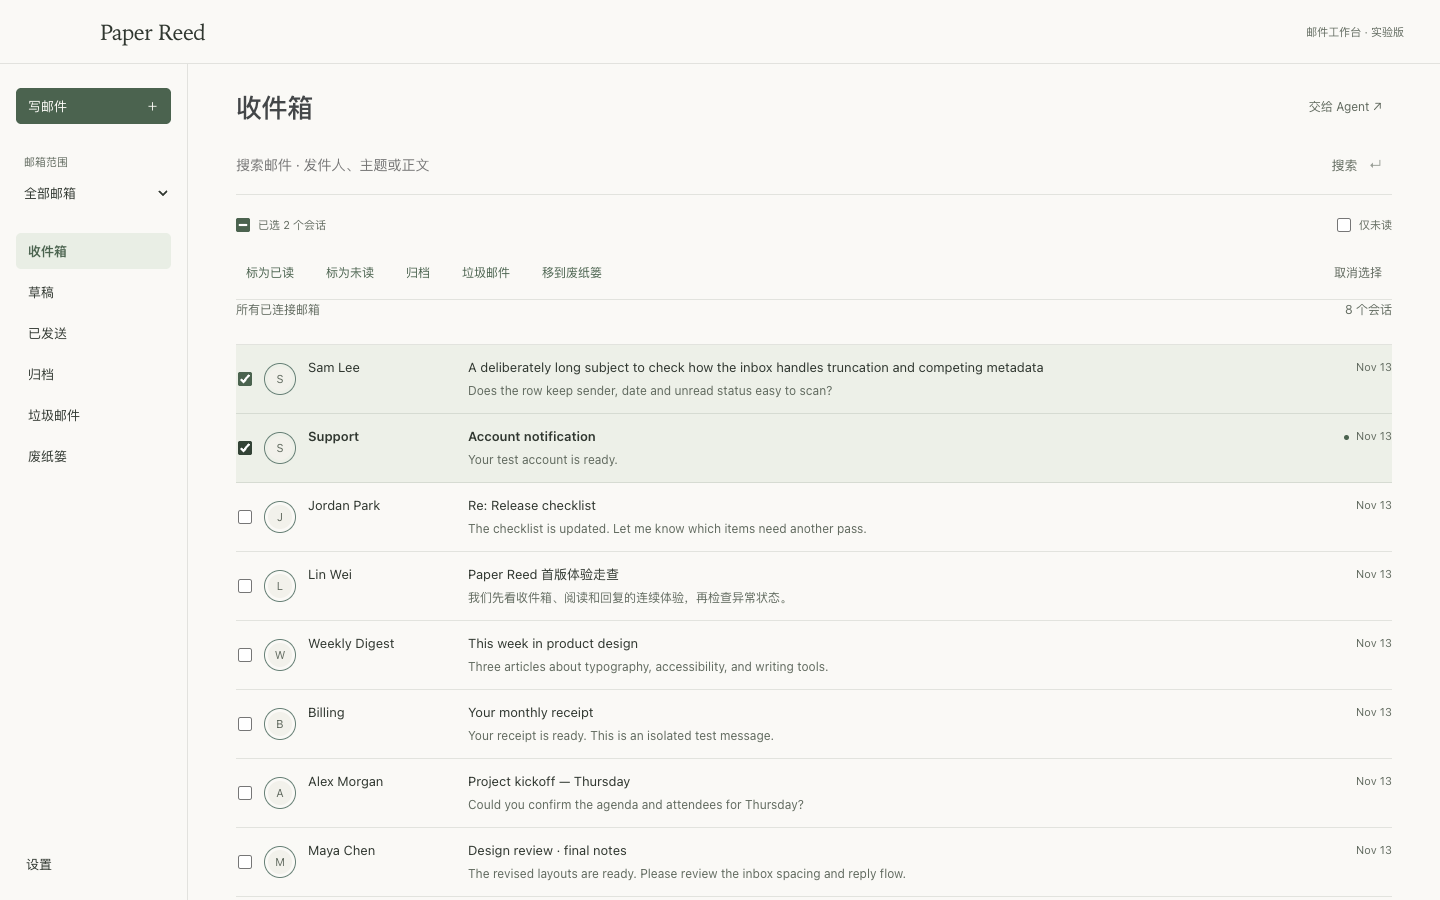 Paper Reed
邮件工作台 · 实验版
写邮件 +
邮箱范围
全部邮箱
收件箱
草稿
已发送
归档
垃圾邮件
废纸篓
设置
收件箱
交给 Agent ↗
搜索邮件 · 发件人、主题或正文
搜索 ↵
已选 2 个会话
仅未读
标为已读 标为未读 归档 垃圾邮件 移到废纸篓 取消选择
所有已连接邮箱
8 个会话
S Sam Lee A deliberately long subject to check how the inbox handles truncation and competing metadata Nov 13
Does the row keep sender, date and unread status easy to scan?
S Support Account notification Nov 13
Your test account is ready.
J Jordan Park Re: Release checklist Nov 13
The checklist is updated. Let me know which items need another pass.
L Lin Wei Paper Reed 首版体验走查 Nov 13
我们先看收件箱、阅读和回复的连续体验，再检查异常状态。
W Weekly Digest This week in product design Nov 13
Three articles about typography, accessibility, and writing tools.
B Billing Your monthly receipt Nov 13
Your receipt is ready. This is an isolated test message.
A Alex Morgan Project kickoff — Thursday Nov 13
Could you confirm the agenda and attendees for Thursday?
M Maya Chen Design review · final notes Nov 13
The revised layouts are ready. Please review the inbox spacing and reply flow.